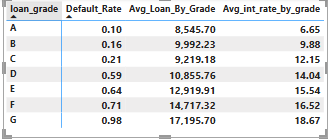 loan_grade Default_Rate Avg_Loan_By_Grade Avg_int_rate_by_grade
A 0.10 8,545.70 6.65
B 0.16 9,992.23 9.88
C 0.21 9,219.18 12.15
D 0.59 10,855.76 14.04
E 0.64 12,919.91 15.54
F 0.71 14,717.32 16.52
G 0.98 17,195.70 18.67